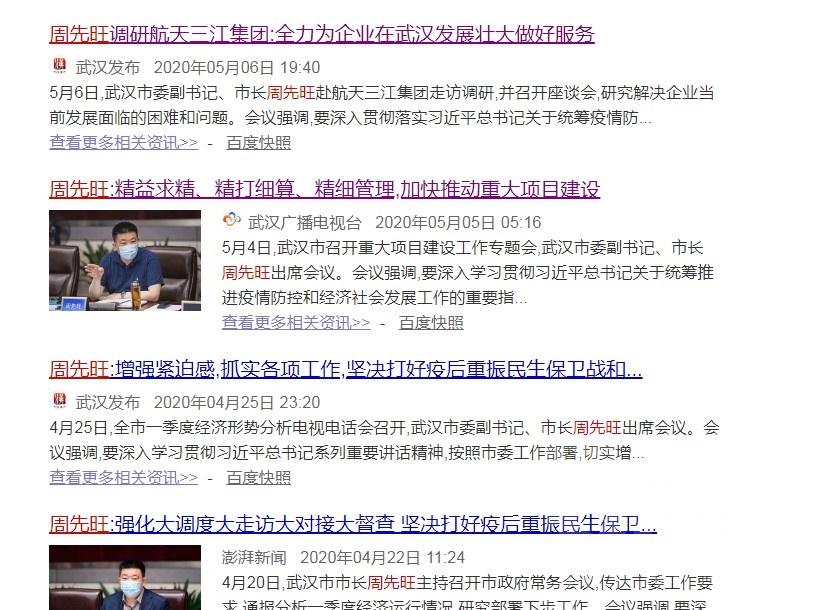 周先旺调研航天三江集团:全力为企业在武汉发展壮大做好服务
武汉发布 2020年05月06日 19:40
5月6日,武汉市委副书记、市长周先旺赴航天三江集团走访调研,并召开座谈会,研究解决企业当
前发展面临的困难和问题。会议强调,要深入贯彻落实习近平总书记关于统筹疫情防...
查看更多相关资讯>> - 百度快照
周先旺:精益求精、精打细算、精细管理,加快推动重大项目建设
武汉广播电视台 2020年05月05日 05:16
5月4日,武汉市召开重大项目建设工作专题会,武汉市委副书记、市长
周先旺出席会议。会议强调,要深入学习贯彻习近平总书记关于统筹推
进疫情防控和经济社会发展工作的重要指...
周先旺
查看更多相关资讯>> - 百度快照
周先旺:增强紧迫感,抓实各项工作,坚决打好疫后重振民生保卫战和...
武汉发布 2020年04月25日 23:20
4月25日,全市一季度经济形势分析电视电话会召开,武汉市委副书记、市长周先旺出席会议。会
议强调,要深入学习贯彻习近平总书记系列重要讲话精神,按照市委工作部署,切实增...
查看更多相关资讯>> - 百度快照
周先旺:强化大调度大走访大对接大督查 坚决打好疫后重振民生保卫...
澎湃新闻 2020年04月22日 11:24
4月20日,武汉市市长周先旺主持召开市政府常务会议,传达市委工作要
求,通报分析一季度经济运行情况,研究部署下步工作。会议强调,要深